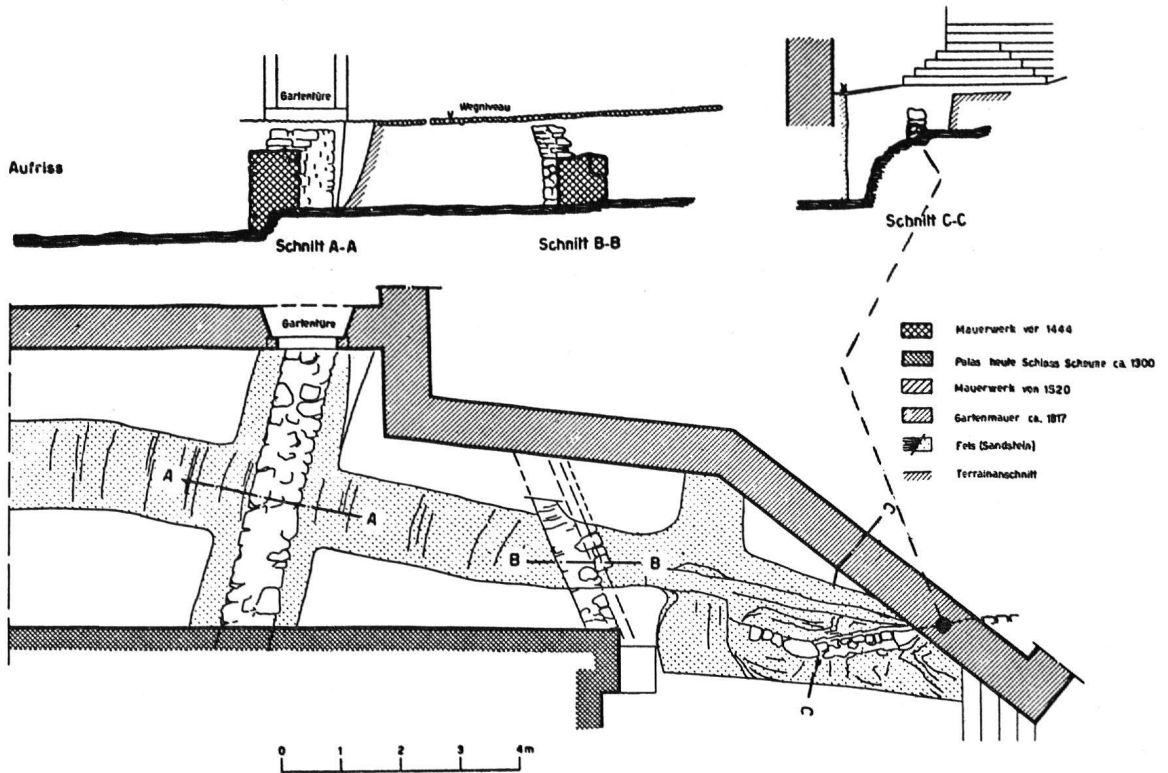 Gartentüre
Wegniveau
Aufriss
Schnitt A-A
Schnitt B-B
Schnitt C-C
Gartentüre
Mauerwerk vor 1444
Palas heute Schloss Scheune ca. 1300
Mauerwerk von 1520
Gartenmauer ca. 1817
Fels (Sandstein)
Terrainanschnitt
A
A
B
B
C
C
0 1 2 3 4m